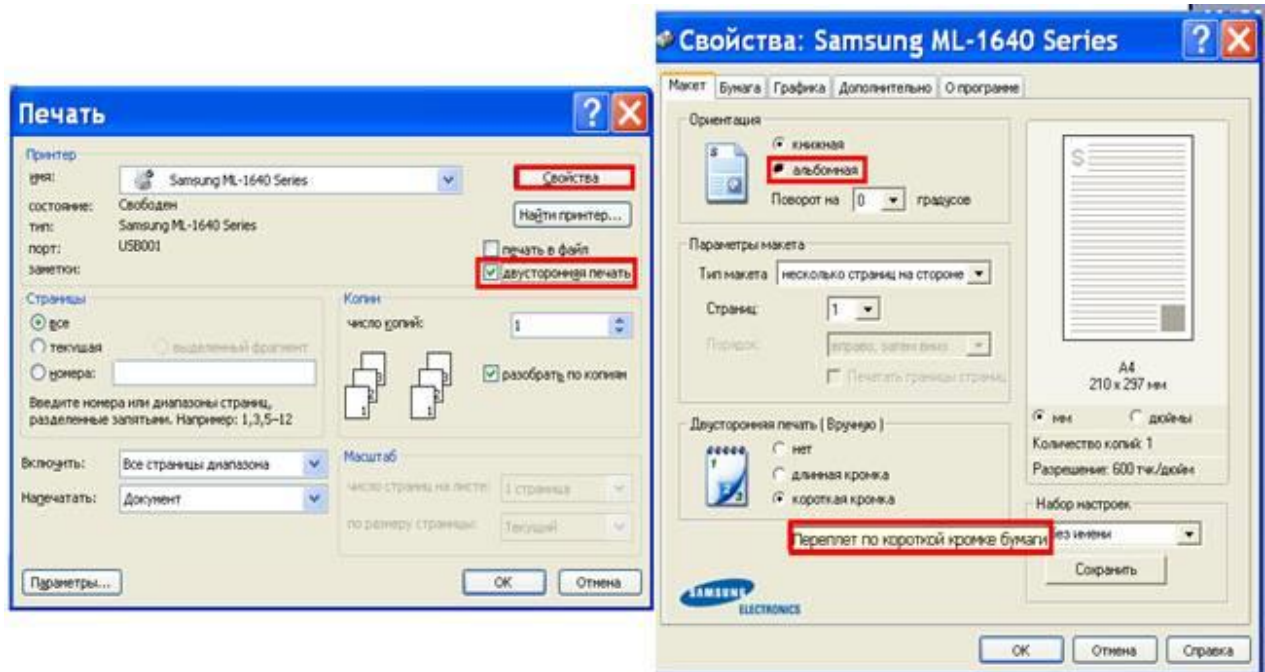 Печать
Принтер
имя:
Samsung ML-1640 Series
Свойства
состояние:
Свободен
тип:
Samsung ML-1640 Series
Найти принтер...
порт:
USB001
печать в файл
заметки:
двусторонняя печать
Страницы
все
текущая
выделенный фрагмент
номера:
Введите номера или диапазоны страниц,
разделенные запятыми. Например: 1,3,5–12
Копии
число копий:
1
разобрать по копиям
Включить:
Все страницы диапазона
Напечатать:
Документ
Масштаб
число страниц на листе:
1 страница
по размеру страницы:
Текущий
Параметры...
ОК
Отмена
Свойства: Samsung ML-1640 Series
Макет Бумага Графика Дополнительно О программе
Ориентация
книжная
альбомная
Поворот на 0 градусов
Параметры макета
Тип макета несколько страниц на стороне
Страниц: 1
Порядок: вправо, затем вниз
Печатать границы страниц
Двусторонняя печать ( Вручную )
нет
длинная кромка
короткая кромка
Переплет по короткой кромке бумаги
SAMSUNG
ELECTRONICS
S
A4
210 x 297 мм
мм дюймы
Количество копий: 1
Разрешение: 600 тчк./дюйм
Набор настроек
без имени
Сохранить
ОК
Отмена
Справка